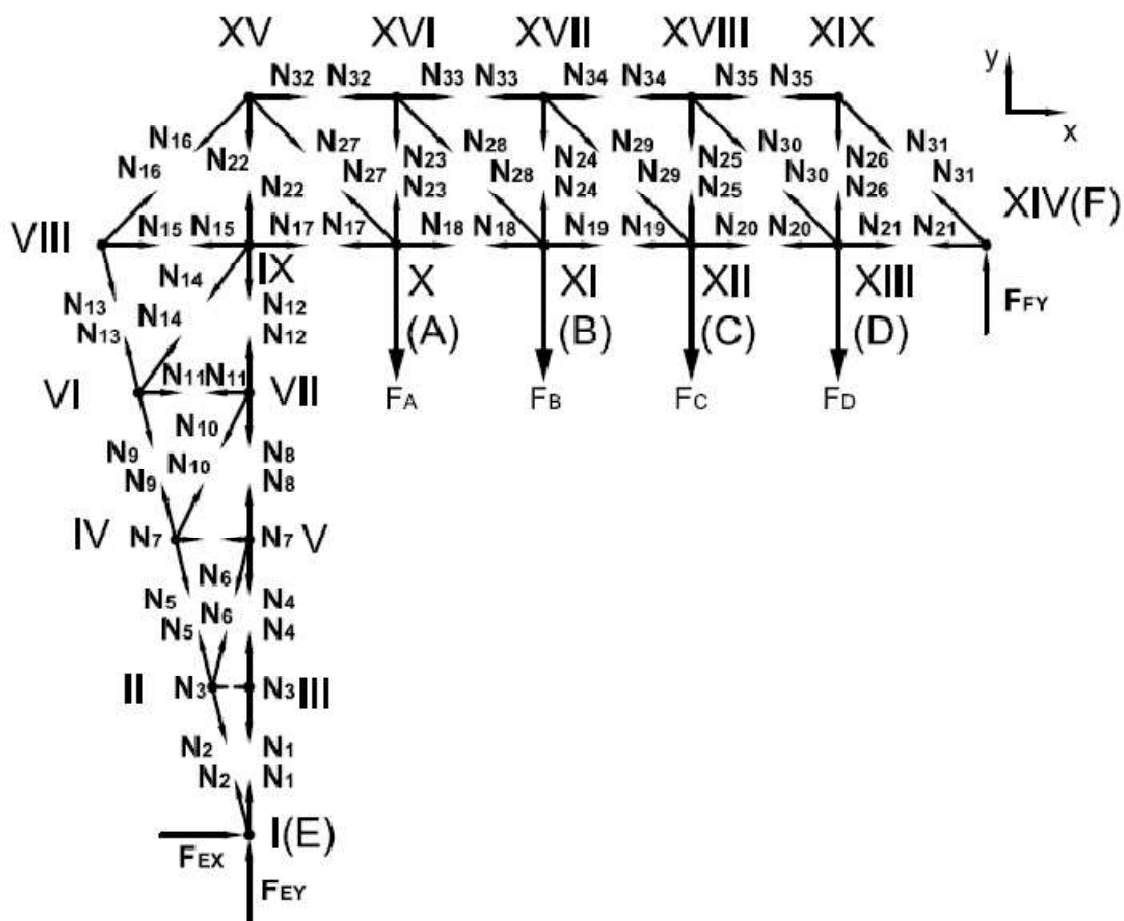 XV XVI XVII XVIII XIX
y
N32 N32 N33 N33 N34 N34 N35 N35
x
N16 N22 N27 N23 N28 N24 N29 N25 N30 N26 N31
N16 N22 N27 N23 N28 N24 N29 N25 N30 N26 N31
XIV(F)
VIII N15 N15 N17 N17 N18 N18 N19 N19 N20 N20 N21 N21
IX X XI XII XIII
N14
N13 N14 N12 FFY
N13 N12 (A) (B) (C) (D)
VI N11 N11 VII FA FB FC FD
N10
N9 N10 N8
N9 N8
IV N7 N7 V
N6
N5 N6 N4
N5 N4
II N3 N3 III
N2 N1
N2 N1
I(E)
FEX
FEY